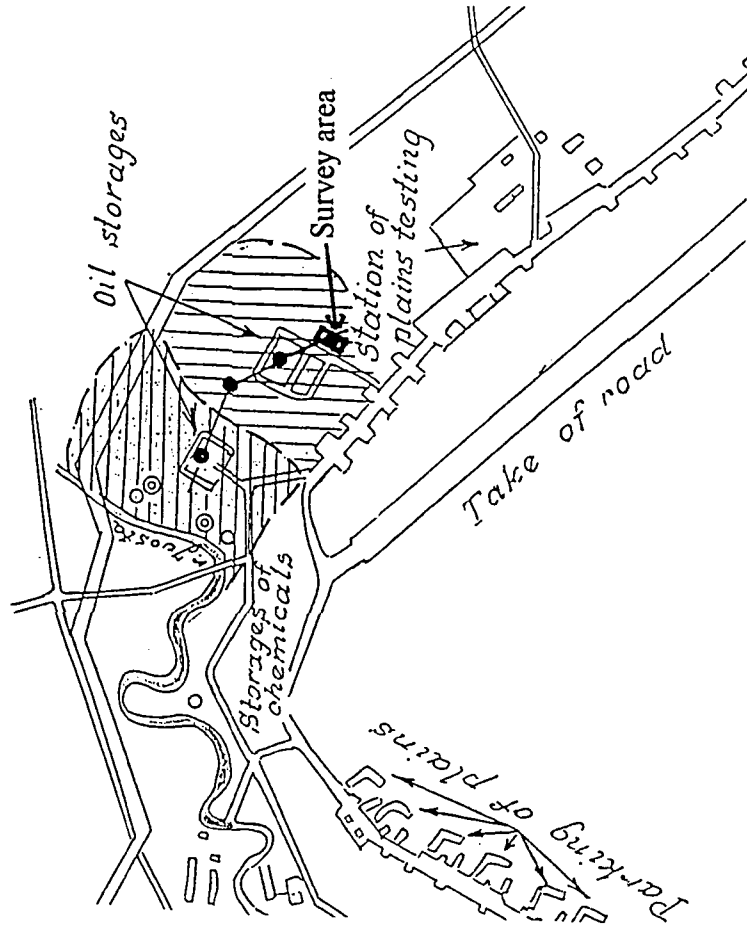 Oil storages
Survey area
Station of
plains testing
Take of road
Storages of
chemicals
Parking of plains